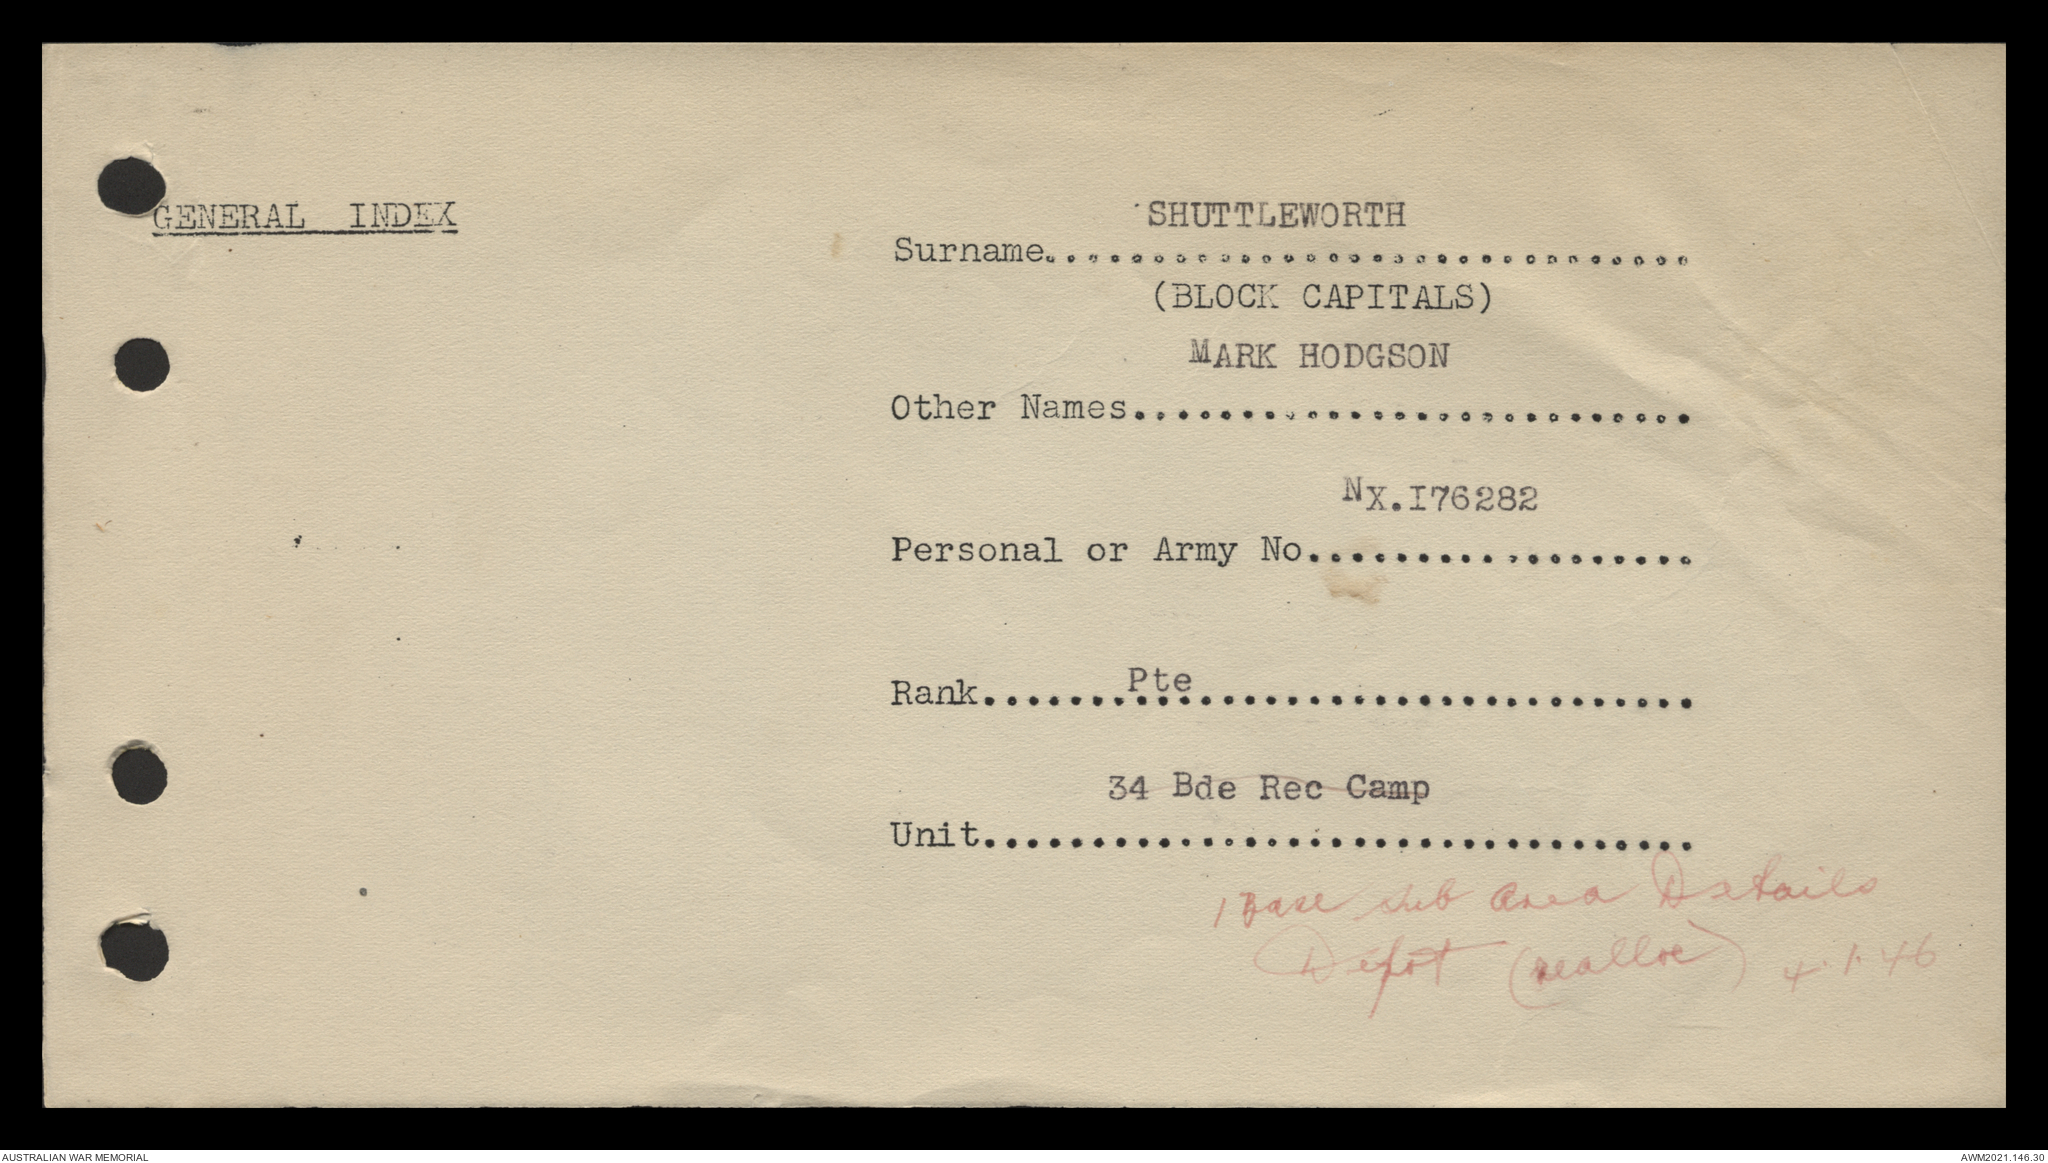 GENERAL INDEX
SHUTTLEWORTH
Surname..............................
(BLOCK CAPITALS)
MARK HODGSON
Other Names..........................
NX.I76282
Personal or Army No..................
Rank.......Pte.......................
34 Bde Rec Camp
Unit.................................
1 Base sub area Details
Depot (realloc) 4.1.46
AUSTRALIAN WAR MEMORIAL
AWM2021.146.30